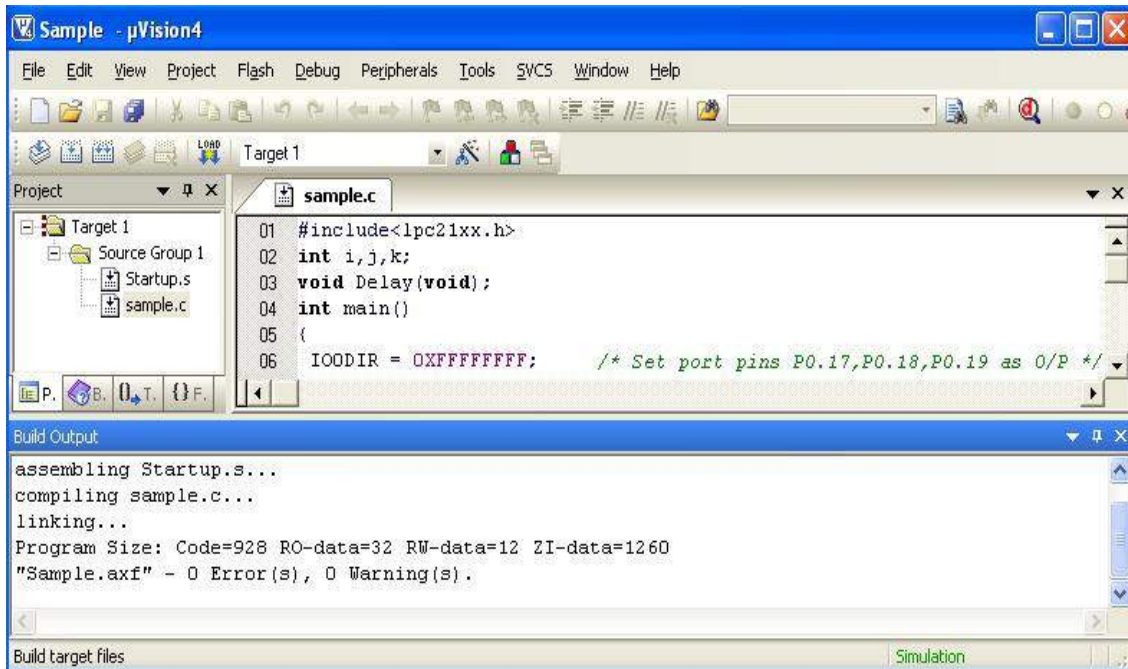 Sample - µVision4
File Edit View Project Flash Debug Peripherals Tools SVCS Window Help
LOAD Target 1
Project
sample.c
Target 1
Source Group 1
Startup.s
sample.c
P. B. T. F.
01 #include<lpc21xx.h>
02 int i,j,k;
03 void Delay(void);
04 int main()
05 {
06 IO0DIR = 0XFFFFFFFF; /* Set port pins P0.17,P0.18,P0.19 as O/P */
Build Output
assembling Startup.s...
compiling sample.c...
linking...
Program Size: Code=928 RO-data=32 RW-data=12 ZI-data=1260
"Sample.axf" - 0 Error(s), 0 Warning(s).
Build target files Simulation